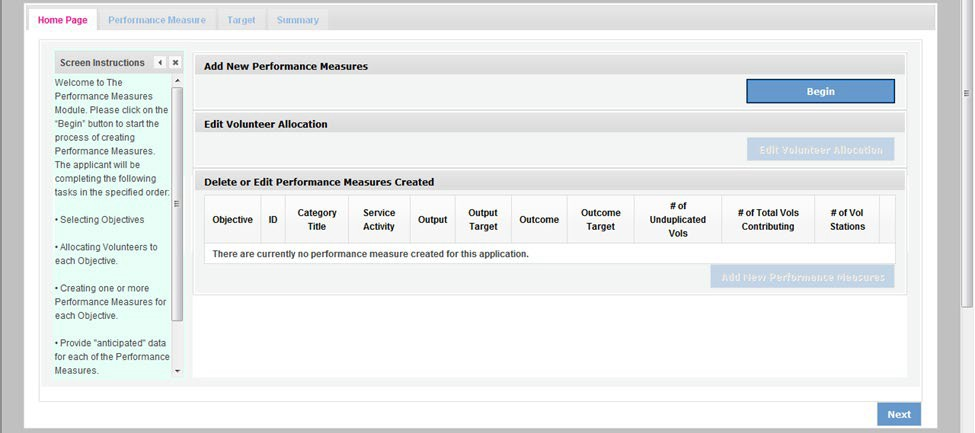 Home Page Performance Measure Target Summary
Screen Instructions
Welcome to The
Performance Measures
Module. Please click on the
"Begin" button to start the
process of creating
Performance Measures.
The applicant will be
completing the following
tasks in the specified order:
• Selecting Objectives
• Allocating Volunteers to
each Objective.
• Creating one or more
Performance Measures for
each Objective.
• Provide "anticipated" data
for each of the Performance
Measures.
Add New Performance Measures
Begin
Edit Volunteer Allocation
Edit Volunteer Allocation
Delete or Edit Performance Measures Created
Objective ID Category Title Service Activity Output Output Target Outcome Outcome Target # of Unduplicated Vols # of Total Vols Contributing # of Vol Stations
There are currently no performance measure created for this application.
Add New Performance Measures
Next